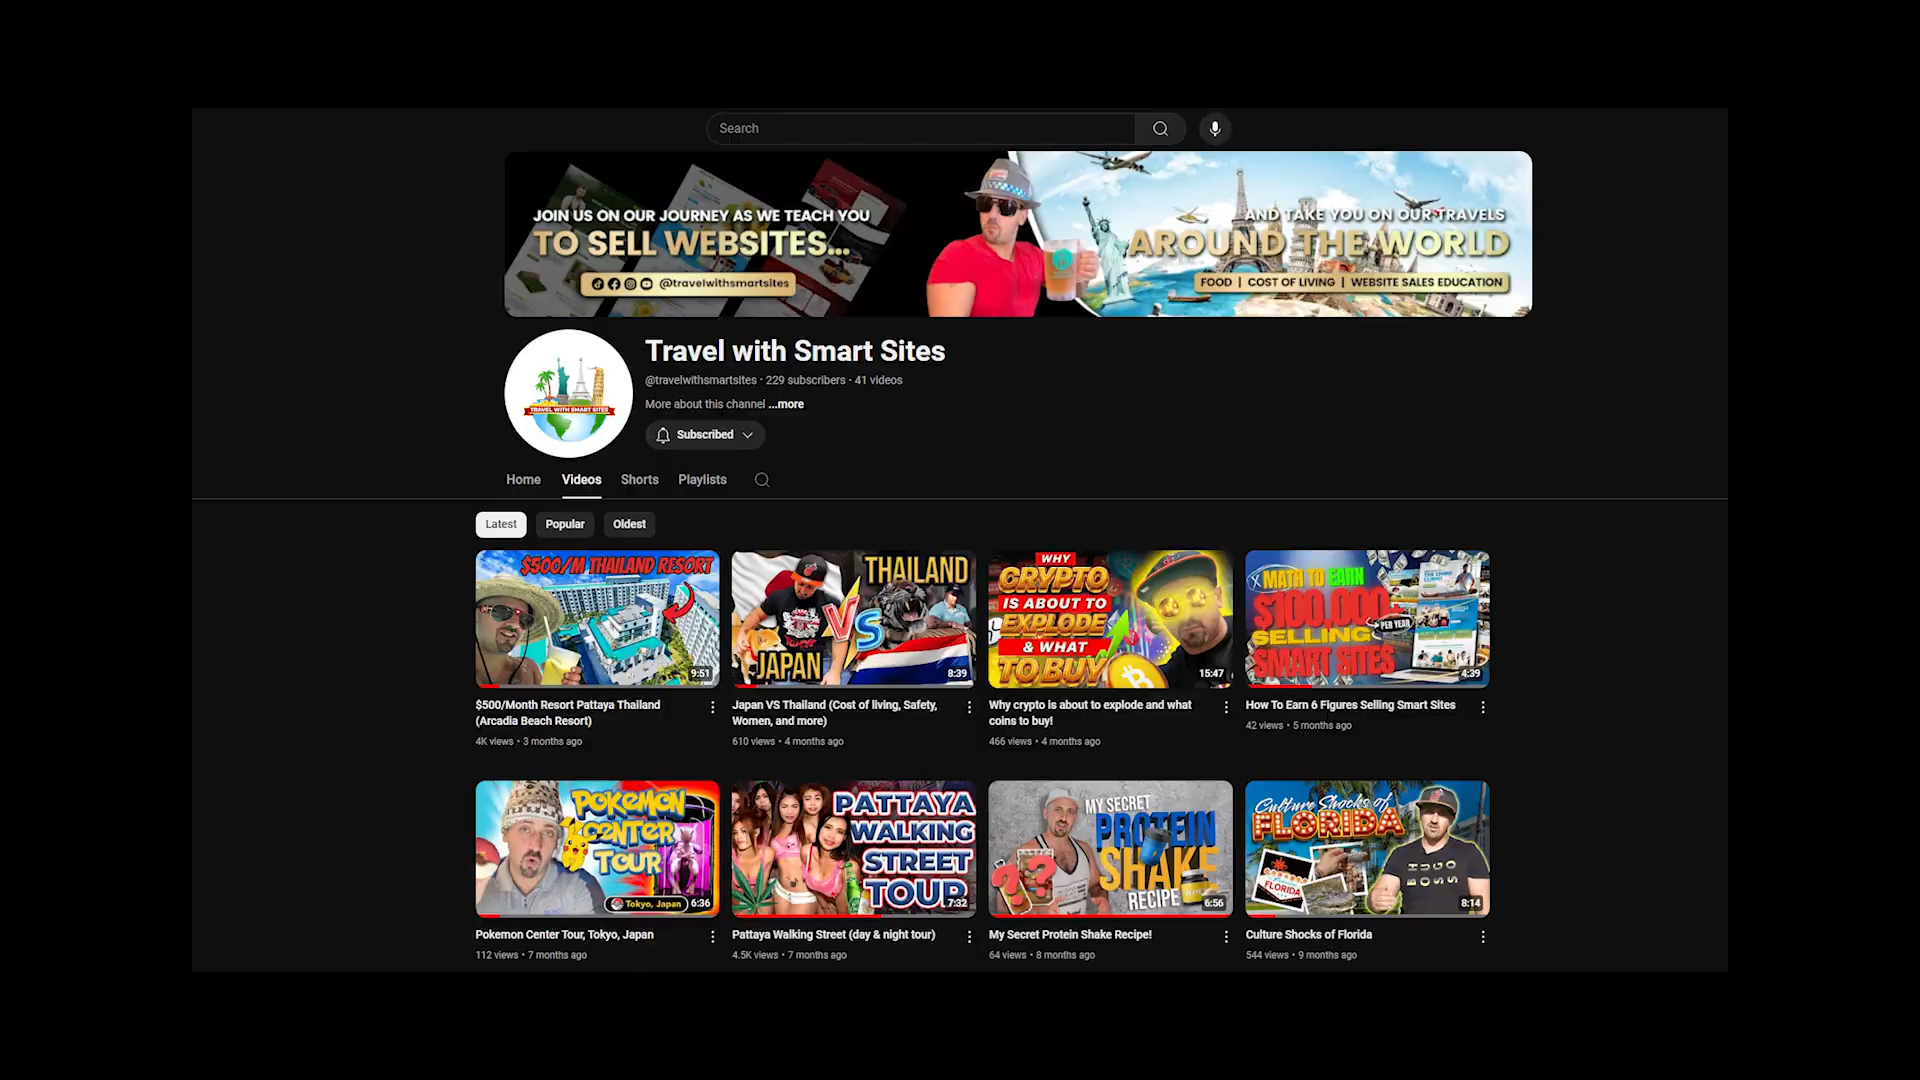 Search
JOIN US ON OUR JOURNEY AS WE TEACH YOU
TO SELL WEBSITES...
@travelwithsmartsites
AND TAKE YOU ON OUR TRAVELS
AROUND THE WORLD
FOOD | COST OF LIVING | WEBSITE SALES EDUCATION
TRAVEL WITH SMART SITES
Travel with Smart Sites
@travelwithsmartsites • 229 subscribers • 41 videos
More about this channel ...more
Subscribed
Home Videos Shorts Playlists
Latest Popular Oldest
$500/M THAILAND RESORT
9:51
THAILAND
VS
JAPAN
8:39
WHY
CRYPTO
IS ABOUT TO
EXPLODE
& WHAT
TO BUY
15:47
MATH TO EARN
$100,000
PER YEAR
SELLING
SMART SITES
4:39
$500/Month Resort Pattaya Thailand
(Arcadia Beach Resort)
4K views • 3 months ago
Japan VS Thailand (Cost of living, Safety,
Women, and more)
610 views • 4 months ago
Why crypto is about to explode and what
coins to buy!
466 views • 4 months ago
How To Earn 6 Figures Selling Smart Sites
42 views • 5 months ago
POKEMON
CENTER
TOUR
Tokyo, Japan
6:36
PATTAYA
WALKING
STREET
TOUR
7:32
MY SECRET
PROTEIN
SHAKE
RECIPE
6:56
Culture Shocks of
FLORIDA
FLORIDA
HUGO
BOSS
8:14
Pokemon Center Tour, Tokyo, Japan
112 views • 7 months ago
Pattaya Walking Street (day & night tour)
4.5K views • 7 months ago
My Secret Protein Shake Recipe!
64 views • 8 months ago
Culture Shocks of Florida
544 views • 9 months ago